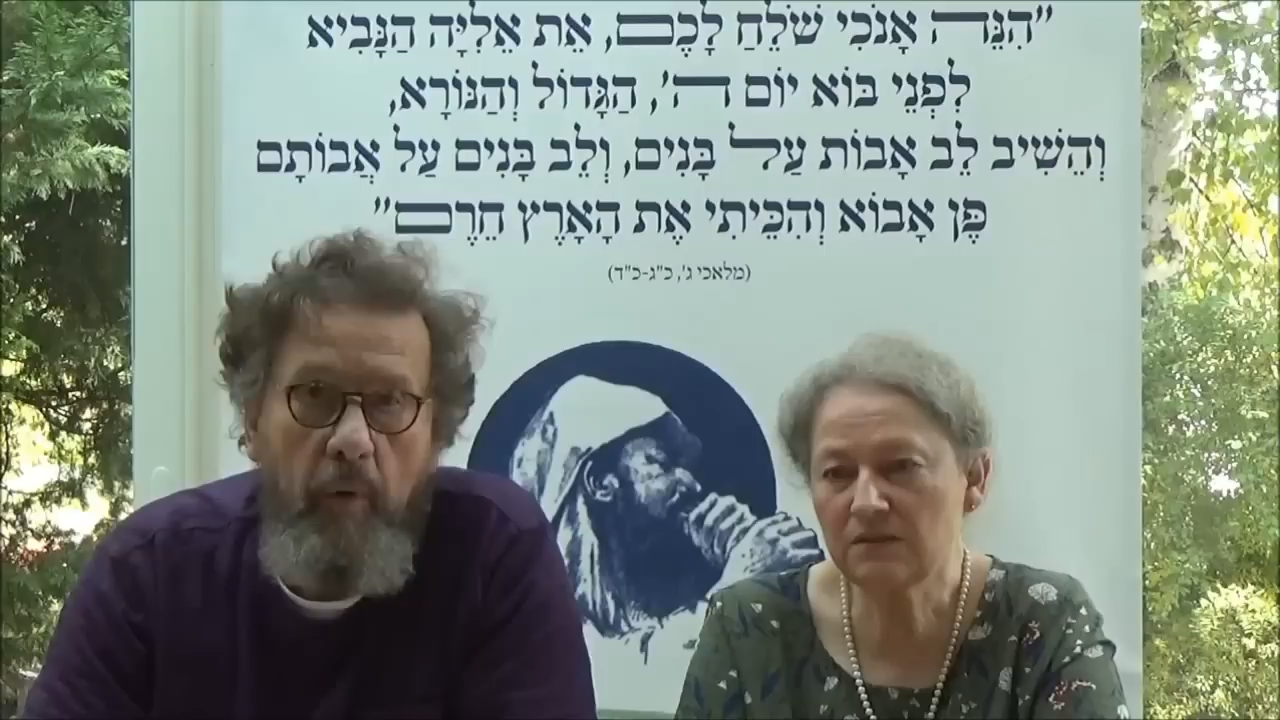 "הִנֵּה אָנֹכִי שֹׁלֵחַ לָכֶם, אֵת אֵלִיָּה הַנָּבִיא
לִפְנֵי בּוֹא יוֹם ה', הַגָּדוֹל וְהַנּוֹרָא,
וְהֵשִׁיב לֵב אָבוֹת עַל בָּנִים, וְלֵב בָּנִים עַל אֲבוֹתָם
פֶּן אָבוֹא וְהִכֵּיתִי אֶת הָאָרֶץ חֵרֶם"
(מלאכי ג', כ"ג-כ"ד)